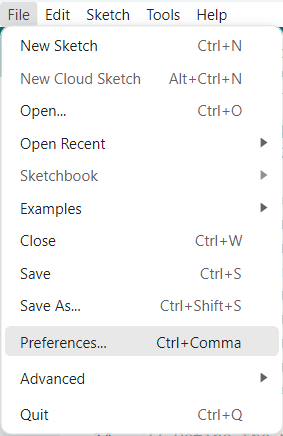 File Edit Sketch Tools Help
New Sketch Ctrl+N
New Cloud Sketch Alt+Ctrl+N
Open... Ctrl+O
Open Recent
Sketchbook
Examples
Close Ctrl+W
Save Ctrl+S
Save As... Ctrl+Shift+S
Preferences... Ctrl+Comma
Advanced
Quit Ctrl+Q